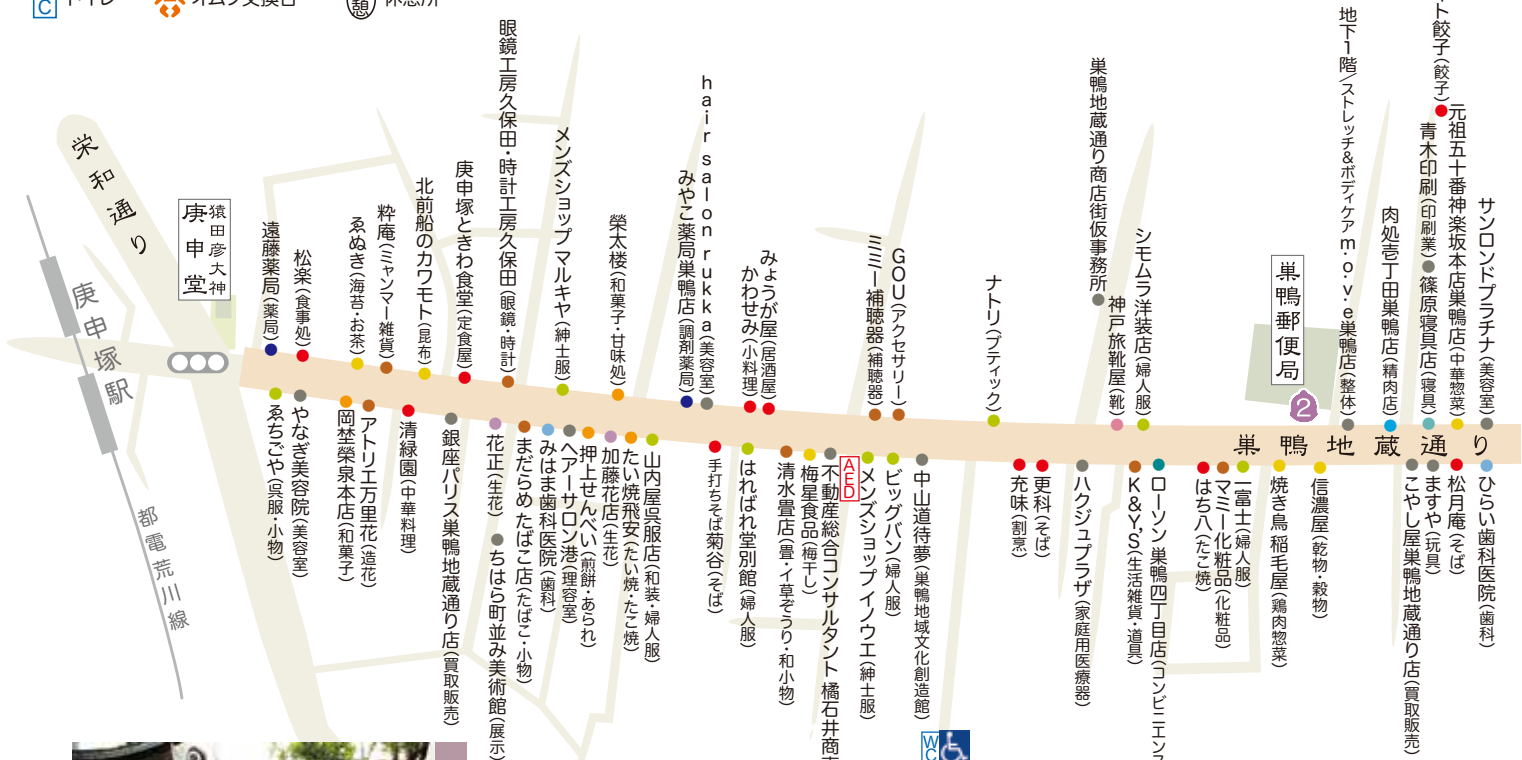 トイレ
オムツ交換台
憩 休憩所
栄和通り
庚申塚駅
都電荒川線
猿田彦大神
庚申堂
遠藤薬局(薬局)
松楽(食事処)
ゑぬき(海苔・お茶)
粋庵(ミャンマー雑貨)
北前船のカワモト(昆布)
庚申塚ときわ食堂(定食屋)
眼鏡工房久保田・時計工房久保田(眼鏡・時計)
メンズショップマルキヤ(紳士服)
榮太楼(和菓子・甘味処)
みやこ薬局巣鴨店(調剤薬局)
hair salon rukka(美容室)
かわせみ(小料理)
みょうが屋(居酒屋)
ミミー補聴器(補聴器)
GOU(アクセサリー)
ナトリ(ブティック)
巣鴨地蔵通り商店街仮事務所
神戸旅靴屋(靴)
シモムラ洋装店(婦人服)
巣鴨郵便局
2
地下1階/ストレッチ&ボディケアm・o・v・e巣鴨店(整体)
肉処壱丁田巣鴨店(精肉店)
ト餃子(餃子)
青木印刷(印刷業)
篠原寝具店(寝具)
元祖五十番神楽坂本店巣鴨店(中華惣菜)
サンロンドプラチナ(美容室)
巣鴨地蔵通り
ゑちごや(呉服・小物)
やなぎ美容院(美容室)
岡埜榮泉本店(和菓子)
アトリエ万里花(造花)
清緑園(中華料理)
銀座パリス巣鴨地蔵通り店(買取販売)
花正(生花)
ちはら町並み美術館(展示)
まだらめ たばこ店(たばこ・小物)
みはま歯科医院(歯科)
ヘアーサロン港(理容室)
押上せんべい(煎餅・あられ)
加藤花店(生花)
たい焼飛安(たい焼・たこ焼)
山内屋呉服店(和装・婦人服)
手打ちそば菊谷(そば)
はればれ堂別館(婦人服)
清水畳店(畳・イ草ぞうり・和小物)
梅星食品(梅干し)
不動産総合コンサルタント 橘石井商
AED
メンズショップイノウエ(紳士服)
ビッグバン(婦人服)
中山道待夢(巣鴨地域文化創造館)
WC
充味(割烹)
更科(そば)
ハクジュプラザ(家庭用医療器)
K&Y,S(生活雑貨・道具)
ローソン 巣鴨四丁目店(コンビニエンス
はち八(たこ焼)
マミー化粧品(化粧品)
一富士(婦人服)
焼き鳥 稲毛屋(鶏肉惣菜)
信濃屋(乾物・穀物)
こやし屋巣鴨地蔵通り店(買取販売)
ますや(玩具)
松月庵(そば)
ひらい歯科医院(歯科)